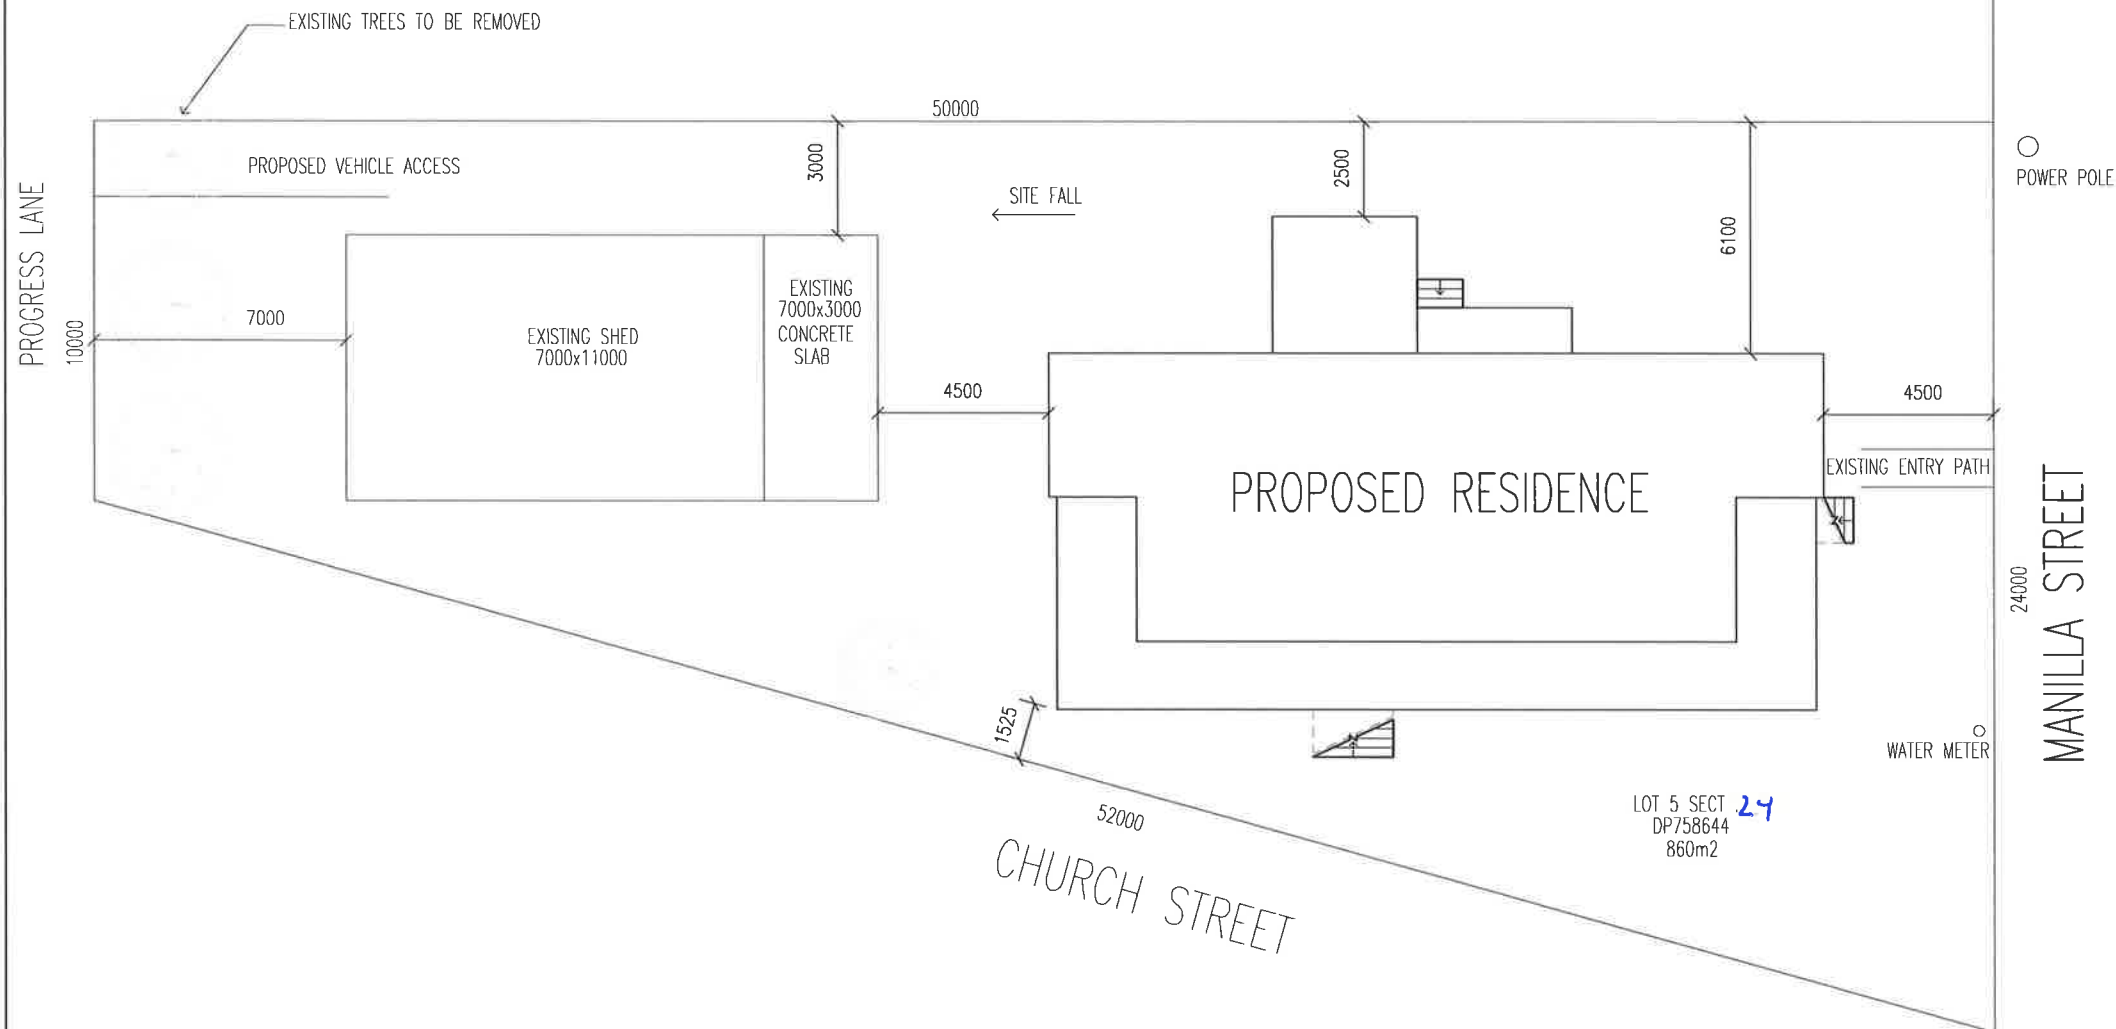 EXISTING TREES TO BE REMOVED
50000
PROPOSED VEHICLE ACCESS
3000
2500
POWER POLE
SITE FALL
6100
PROGRESS LANE
10000
7000
EXISTING SHED
7000x11000
EXISTING
7000x3000
CONCRETE
SLAB
4500
4500
EXISTING ENTRY PATH
PROPOSED RESIDENCE
24000
MANILLA STREET
1525
WATER METER
52000
CHURCH STREET
LOT 5 SECT 24
DP758644
860m2